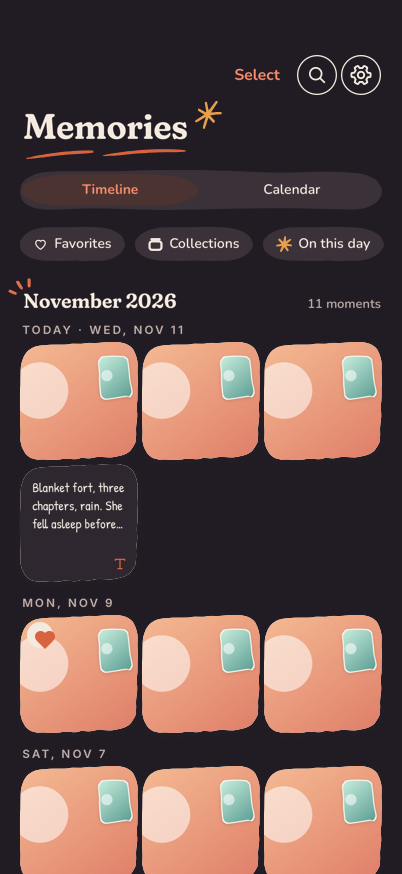 Select
Memories
Timeline
Calendar
Favorites
Collections
On this day
November 2026
11 moments
TODAY · WED, NOV 11
Blanket fort, three
chapters, rain. She
fell asleep before…
T
MON, NOV 9
SAT, NOV 7